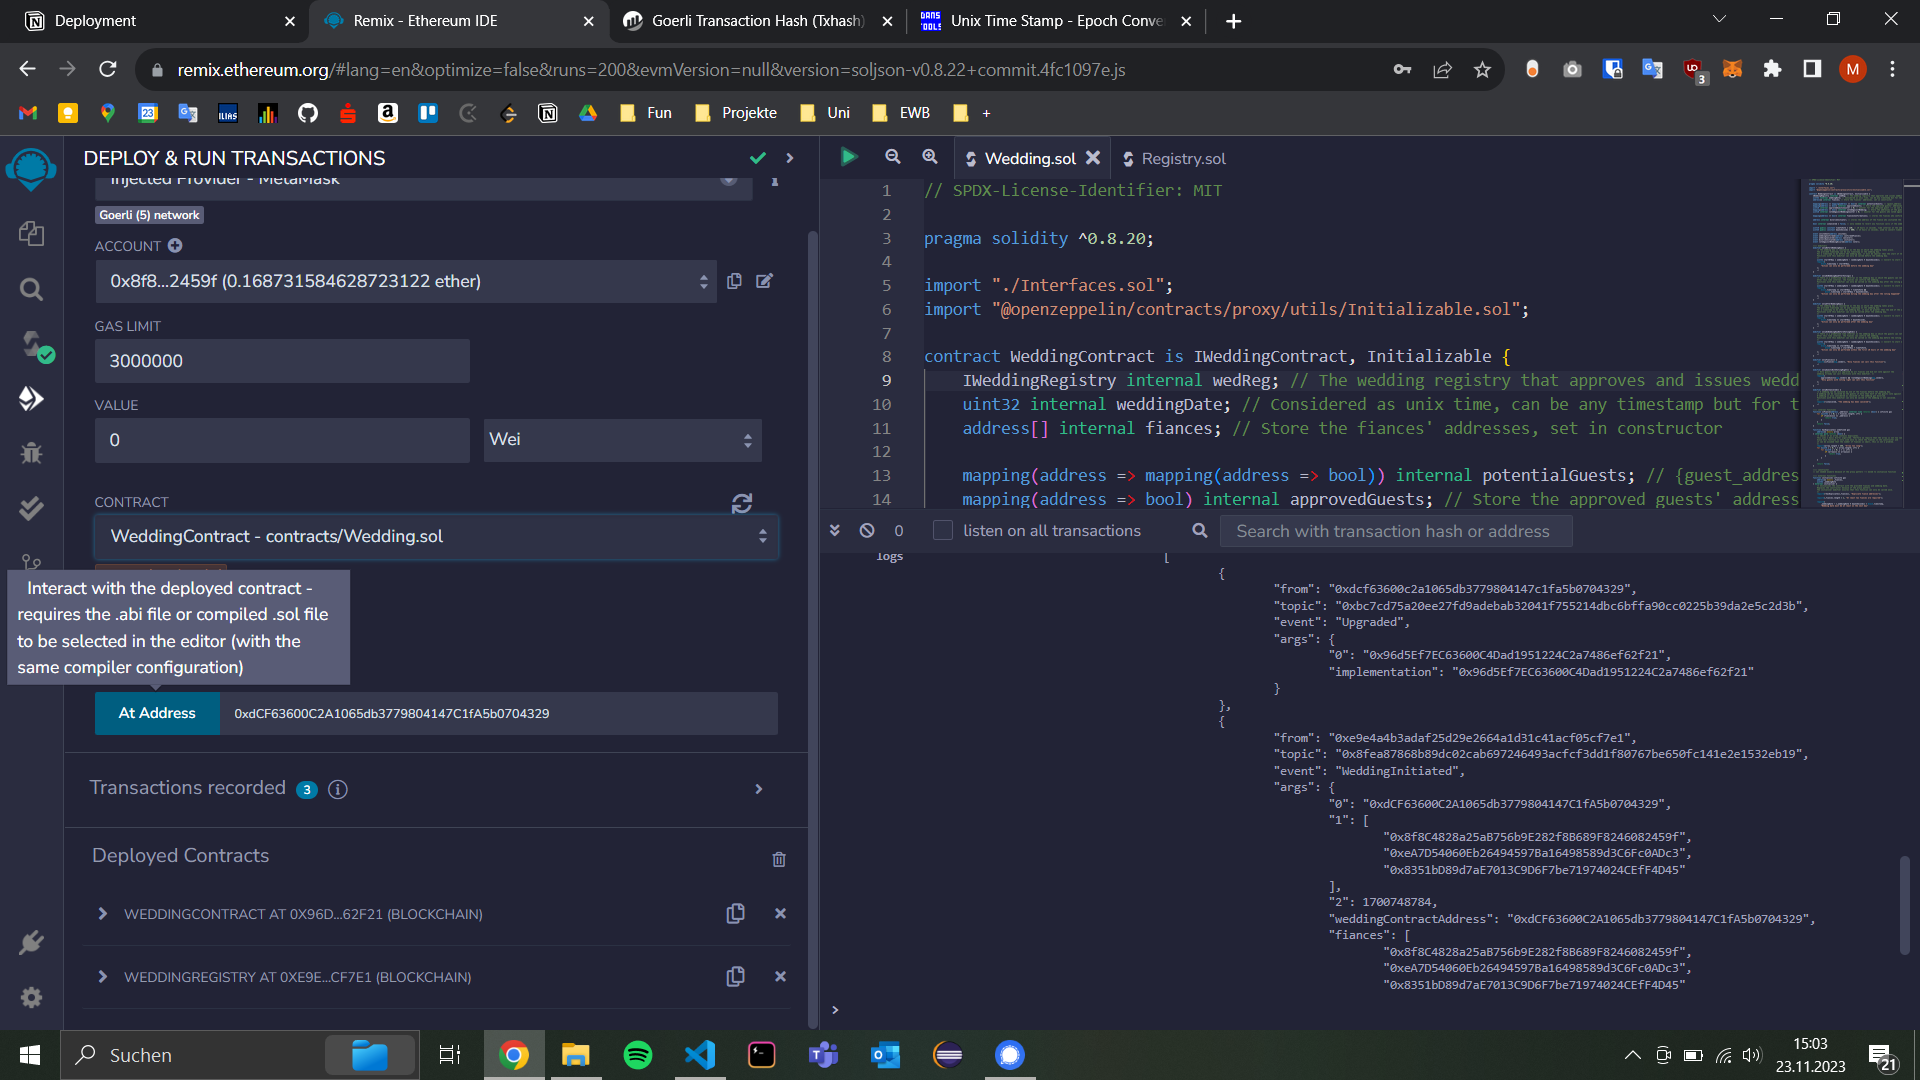 Deployment
Remix - Ethereum IDE
Goerli Transaction Hash (Txhash)
DANS TOOLS
Unix Time Stamp - Epoch Conve
remix.ethereum.org/#lang=en&optimize=false&runs=200&evmVersion=null&version=soljson-v0.8.22+commit.4fc1097e.js
3
M
23
ILIAS
Fun
Projekte
Uni
EWB
+
DEPLOY & RUN TRANSACTIONS
Injected Provider - MetaMask
Goerli (5) network
ACCOUNT
0x8f8...2459f (0.168731584628723122 ether)
GAS LIMIT
3000000
VALUE
0
Wei
CONTRACT
WeddingContract - contracts/Wedding.sol
Interact with the deployed contract -
requires the .abi file or compiled .sol file
to be selected in the editor (with the
same compiler configuration)
At Address
0xdCF63600C2A1065db3779804147C1fA5b0704329
Transactions recorded 3 i
Deployed Contracts
WEDDINGCONTRACT AT 0X96D...62F21 (BLOCKCHAIN)
WEDDINGREGISTRY AT 0XE9E...CF7E1 (BLOCKCHAIN)
Wedding.sol
Registry.sol
1 // SPDX-License-Identifier: MIT
2
3 pragma solidity ^0.8.20;
4
5 import "./Interfaces.sol";
6 import "@openzeppelin/contracts/proxy/utils/Initializable.sol";
7
8 contract WeddingContract is IWeddingContract, Initializable {
9 IWeddingRegistry internal wedReg; // The wedding registry that approves and issues wedd
10 uint32 internal weddingDate; // Considered as unix time, can be any timestamp but for t
11 address[] internal fiances; // Store the fiances' addresses, set in constructor
12
13 mapping(address => mapping(address => bool)) internal potentialGuests; // {guest_addres
14 mapping(address => bool) internal approvedGuests; // Store the approved guests' address
0
listen on all transactions
Search with transaction hash or address
logs [
{
"from": "0xdcf63600c2a1065db3779804147c1fa5b0704329",
"topic": "0xbc7cd75a20ee27fd9adebab32041f755214dbc6bffa90cc0225b39da2e5c2d3b",
"event": "Upgraded",
"args": {
"0": "0x96d5Ef7EC63600C4Dad1951224C2a7486ef62f21",
"implementation": "0x96d5Ef7EC63600C4Dad1951224C2a7486ef62f21"
}
},
{
"from": "0xe9e4a4b3adaf25d29e2664a1d31c41acf05cf7e1",
"topic": "0x8fea87868b89dc02cab697246493acfcf3dd1f80767be650fc141e2e1532eb19",
"event": "WeddingInitiated",
"args": {
"0": "0xdCF63600C2A1065db3779804147C1fA5b0704329",
"1": [
"0x8f8C4828a25aB756b9E282f8B689F8246082459f",
"0xeA7D54060Eb26494597Ba16498589d3C6Fc0ADc3",
"0x8351bD89d7aE7013C9D6F7be71974024CEfF4D45"
],
"2": 1700748784,
"weddingContractAddress": "0xdCF63600C2A1065db3779804147C1fA5b0704329",
"fiances": [
"0x8f8C4828a25aB756b9E282f8B689F8246082459f",
"0xeA7D54060Eb26494597Ba16498589d3C6Fc0ADc3",
"0x8351bD89d7aE7013C9D6F7be71974024CEfF4D45"
>
Suchen
15:03
23.11.2023
21